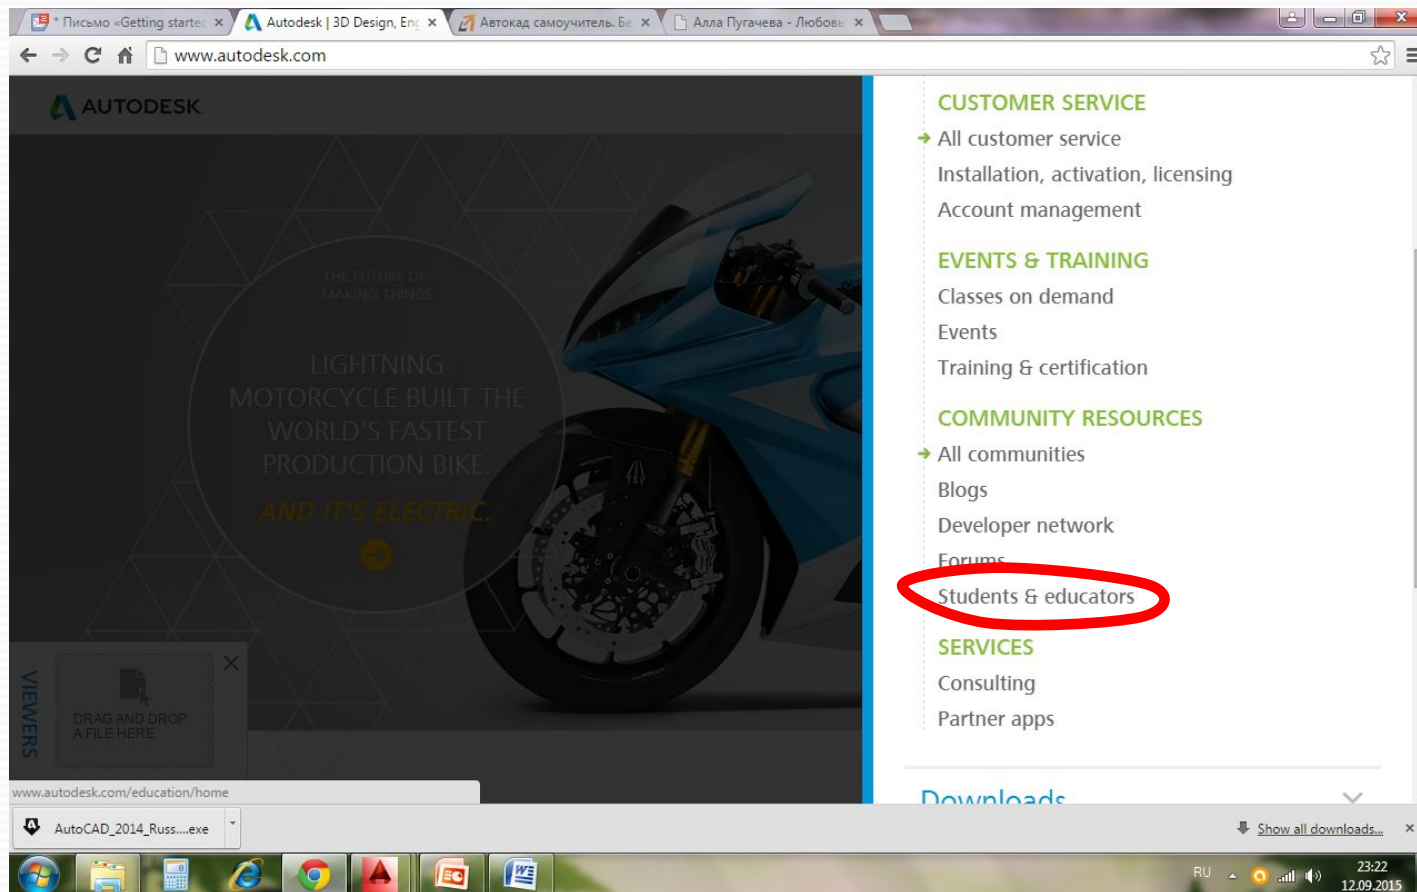 * Письмо «Getting started
Autodesk | 3D Design, Eng
Автокад самоучитель. Бе
Алла Пугачева - Любовь
www.autodesk.com
AUTODESK.
THE FUTURE OF
MAKING THINGS
LIGHTNING
MOTORCYCLE BUILT THE
WORLD'S FASTEST
PRODUCTION BIKE.
AND IT'S ELECTRIC.
VIEWERS
DRAG AND DROP
A FILE HERE
CUSTOMER SERVICE
All customer service
Installation, activation, licensing
Account management
EVENTS & TRAINING
Classes on demand
Events
Training & certification
COMMUNITY RESOURCES
All communities
Blogs
Developer network
Forums
Students & educators
SERVICES
Consulting
Partner apps
Downloads
www.autodesk.com/education/home
AutoCAD_2014_Russ....exe
Show all downloads...
RU
23:22
12.09.2015